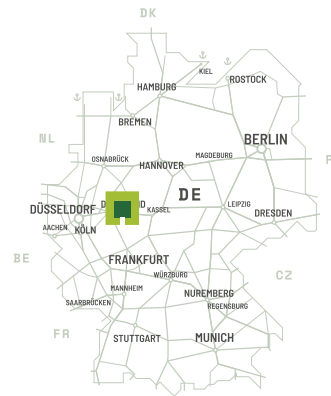 DK
KIEL
ROSTOCK
HAMBURG
BREMEN
NL
BERLIN
OSNABRÜCK
HANNOVER
MAGDEBURG
DE
DÜSSELDORF
KASSEL
LEIPZIG
DRESDEN
AACHEN
KÖLN
BE
FRANKFURT
WÜRZBURG
CZ
MANNHEIM
NUREMBERG
SAARBRÜCKEN
REGENSBURG
FR
STUTTGART
MUNICH